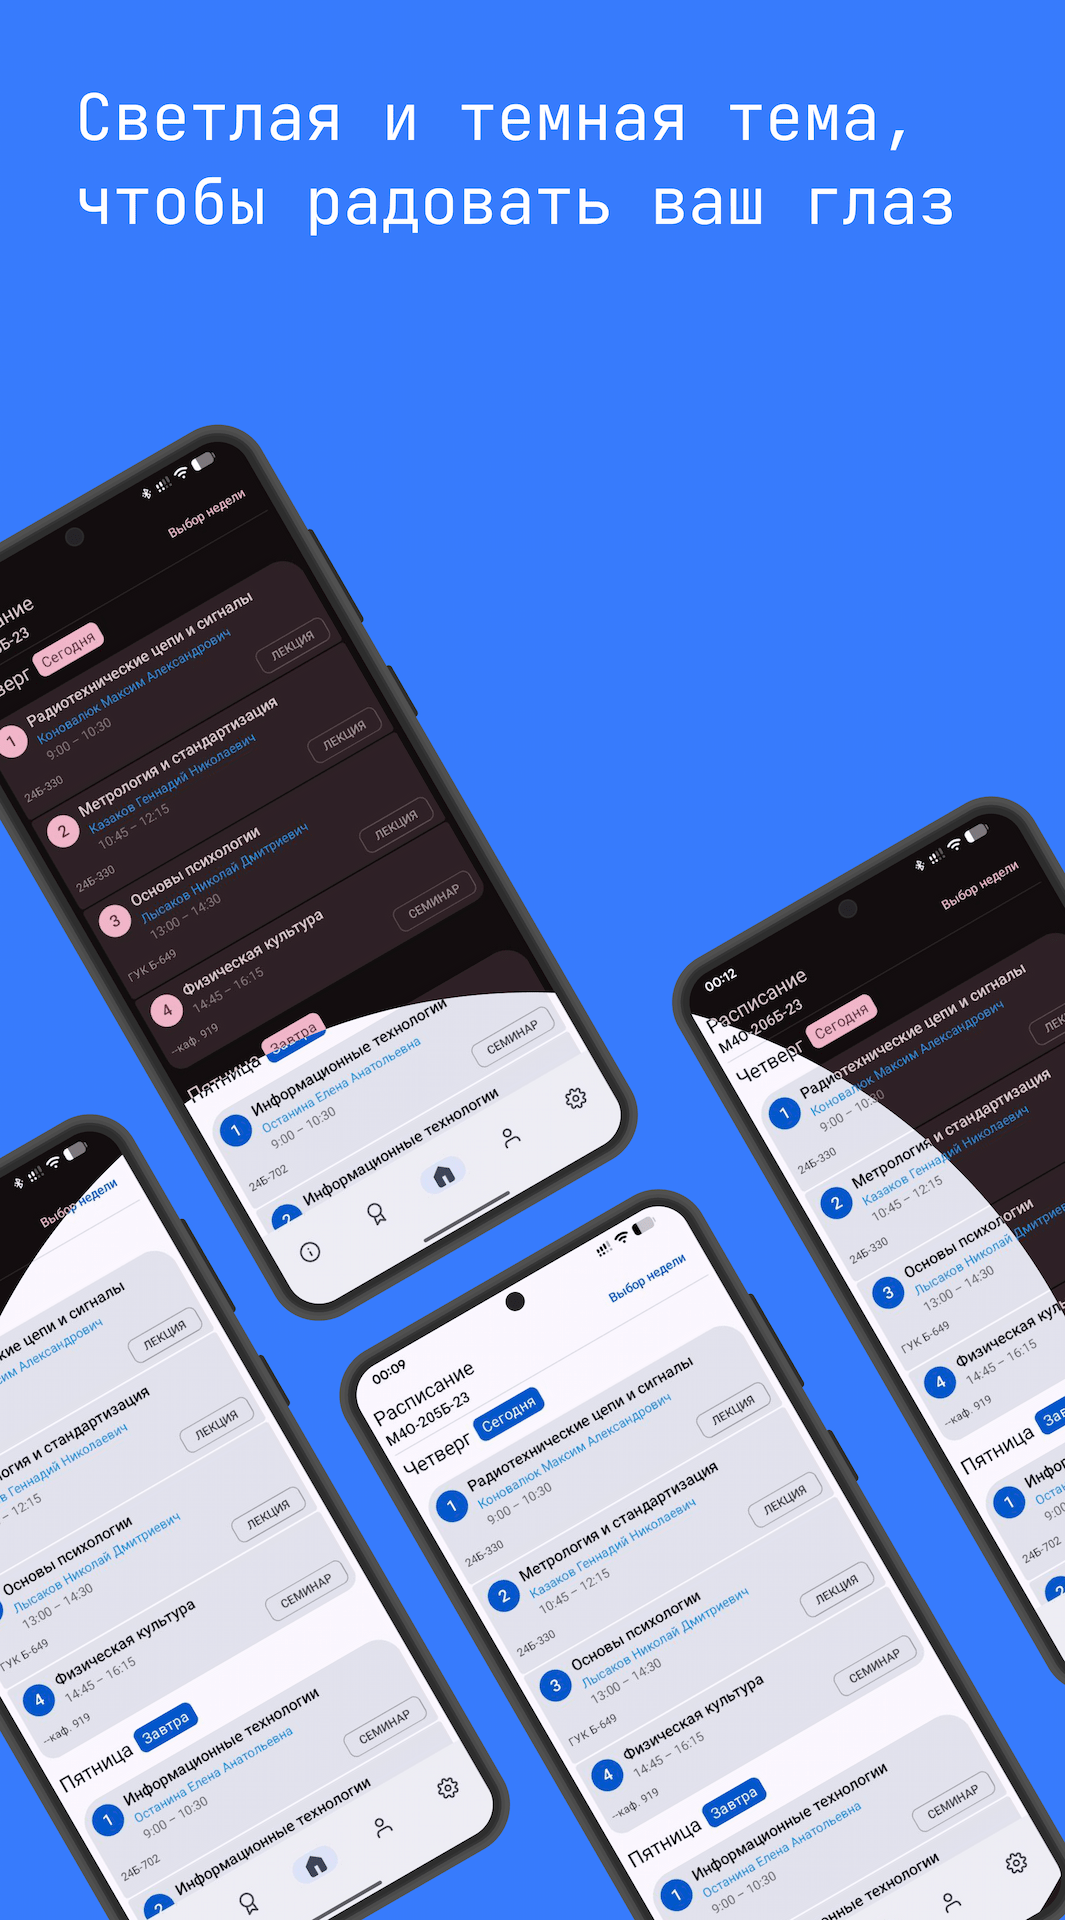 Светлая и темная тема,
чтобы радовать ваш глаз
Выбор недели
Б-23
Сегодня
1
Радиотехнические цепи и сигналы
Коновалюк Максим Александрович
9:00 – 10:30
ЛЕКЦИЯ
24Б-330
2
Метрология и стандартизация
Казаков Геннадий Николаевич
10:45 – 12:15
ЛЕКЦИЯ
24Б-330
3
Основы психологии
Лысаков Николай Дмитриевич
13:00 – 14:30
ЛЕКЦИЯ
ГУК Б-649
4
Физическая культура
14:45 – 16:15
СЕМИНАР
--каф. 919
Пятница Завтра
1
Информационные технологии
Останина Елена Анатольевна
9:00 – 10:30
СЕМИНАР
24Б-702
2
Информационные технологии
00:12
Выбор недели
Расписание
М4О-206Б-23
Четверг Сегодня
1
Радиотехнические цепи и сигналы
Коновалюк Максим Александрович
9:00 – 10:30
24Б-330
2
Метрология и стандартизация
Казаков Геннадий Николаевич
10:45 – 12:15
24Б-330
3
Основы психологии
Лысаков Николай
13:00 – 14:30
ГУК Б-649
4
Физическая
14:45 – 16:15
--каф. 919
Пятница
1
9:00
24Б-702
2
Выбор недели
цепи и сигналы
Александрович
ЛЕКЦИЯ
и стандартизация
Геннадий Николаевич
– 12:15
ЛЕКЦИЯ
Основы психологии
Лысаков Николай Дмитриевич
13:00 – 14:30
ЛЕКЦИЯ
ГУК Б-649
4
Физическая культура
14:45 – 16:15
СЕМИНАР
--каф. 919
Пятница Завтра
1
Информационные технологии
Останина Елена Анатольевна
9:00 – 10:30
СЕМИНАР
24Б-702
2
Информационные технологии
00:09
Выбор недели
Расписание
М4О-205Б-23
Четверг Сегодня
1
Радиотехнические цепи и сигналы
Коновалюк Максим Александрович
9:00 – 10:30
ЛЕКЦИЯ
24Б-330
2
Метрология и стандартизация
Казаков Геннадий Николаевич
10:45 – 12:15
ЛЕКЦИЯ
24Б-330
3
Основы психологии
Лысаков Николай Дмитриевич
13:00 – 14:30
ЛЕКЦИЯ
ГУК Б-649
4
Физическая культура
14:45 – 16:15
СЕМИНАР
--каф. 919
Пятница Завтра
1
Информационные технологии
Останина Елена Анатольевна
9:00 – 10:30
СЕМИНАР
технологии